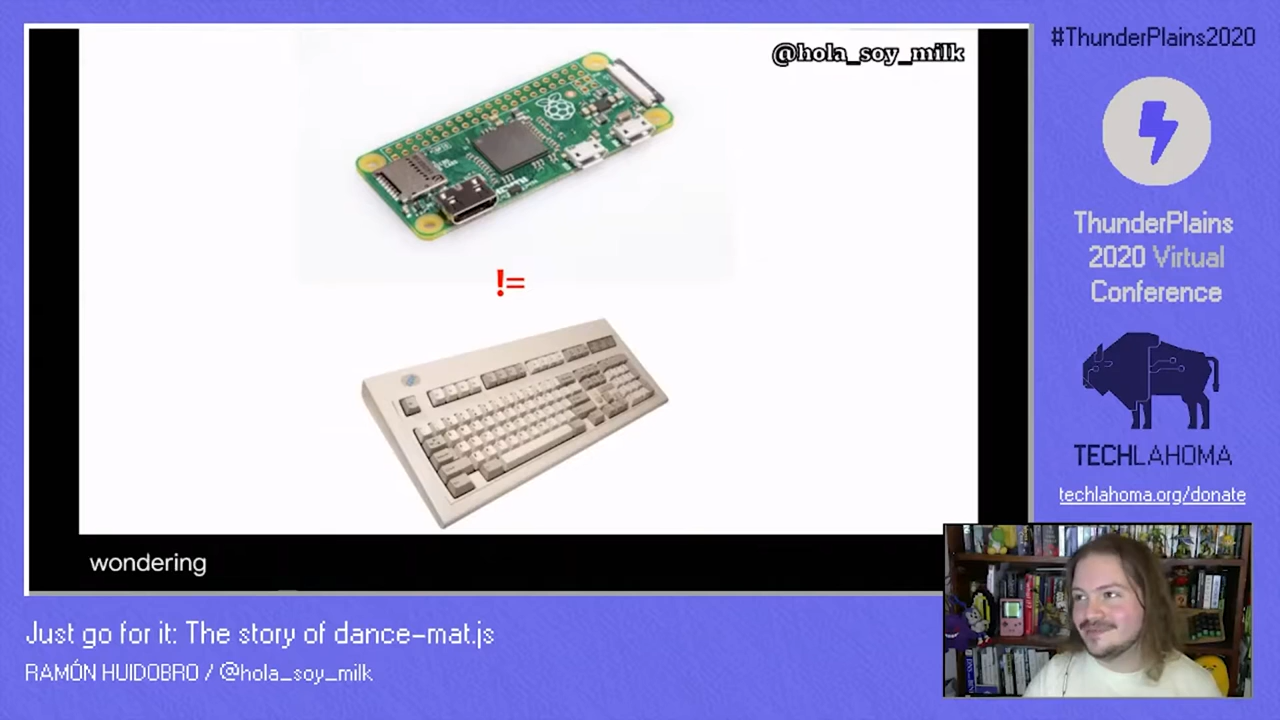 @hola_soy_milk
!=
wondering
#ThunderPlains2020
ThunderPlains
2020 Virtual
Conference
TECHLAHOMA
techlahoma.org/donate
Just go for it: The story of dance-mat.js
RAMÓN HUIDOBRO / @hola_soy_milk